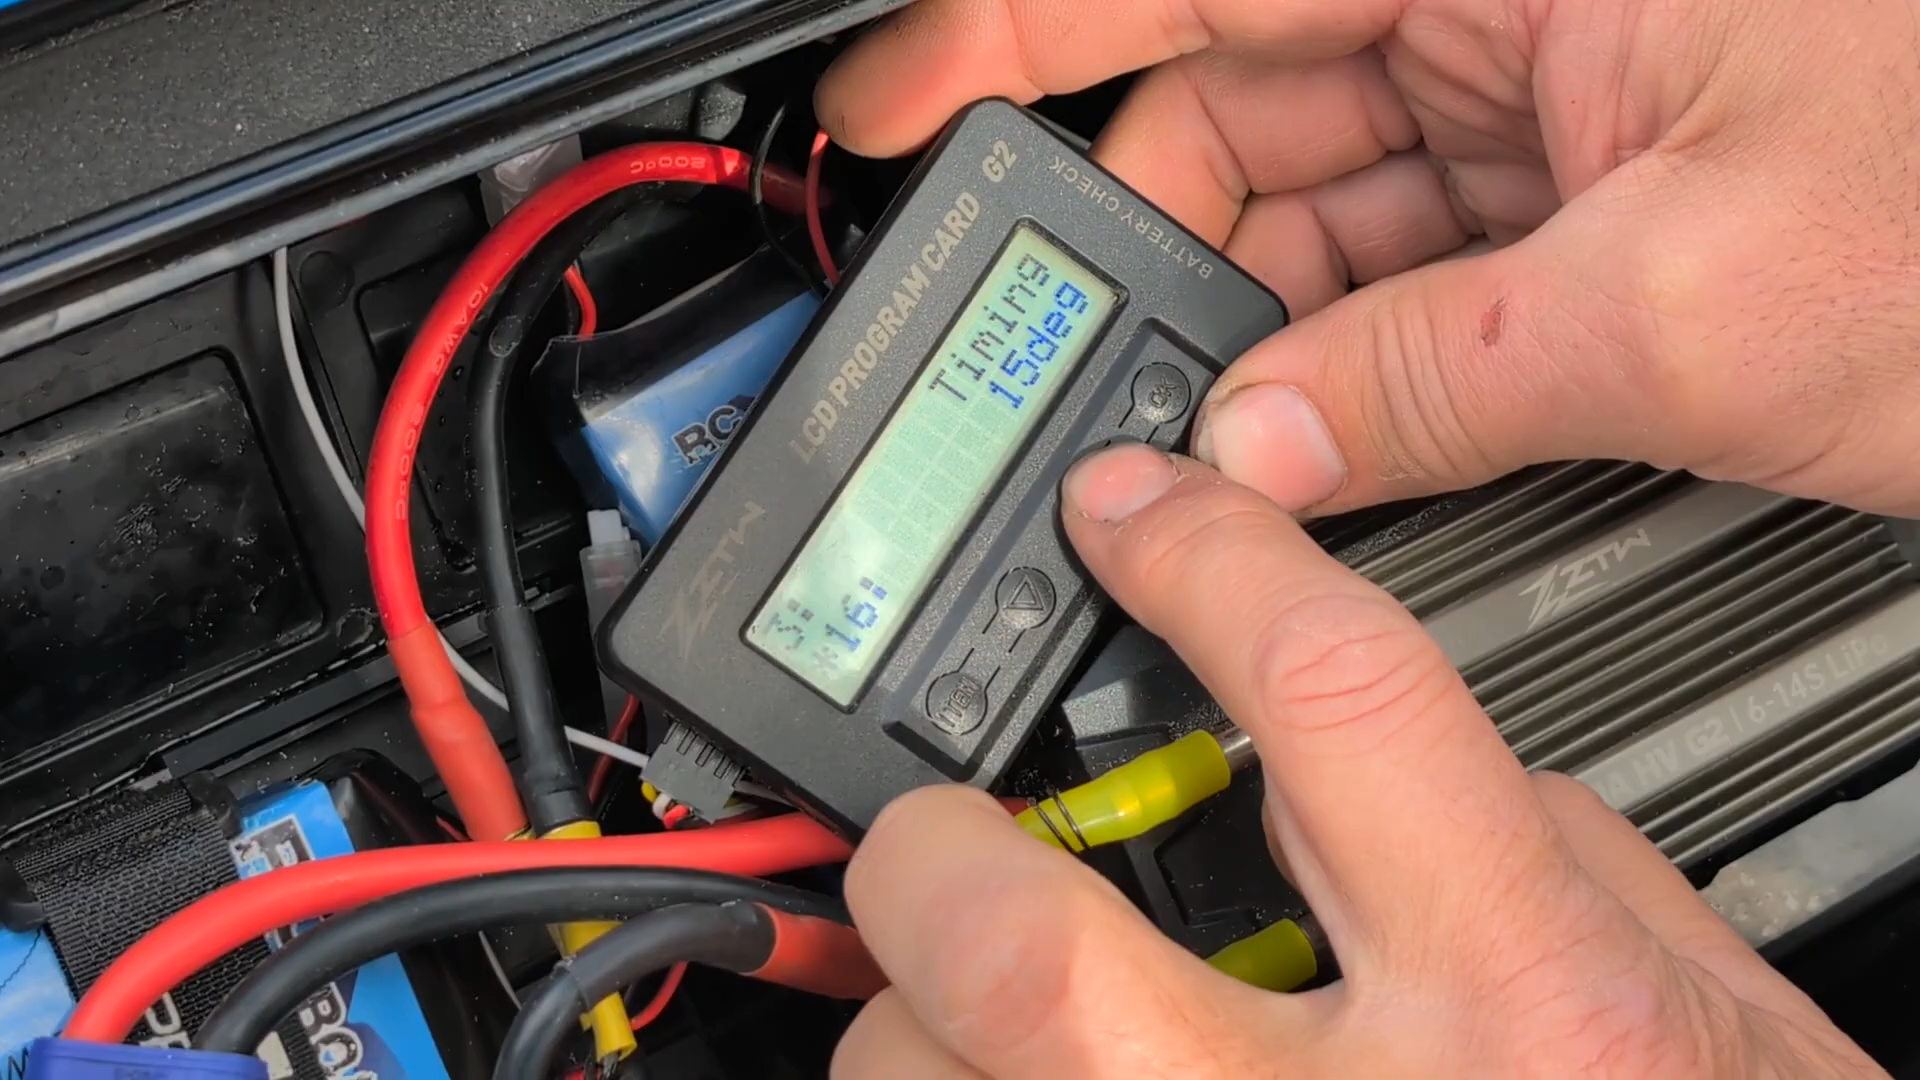 LCD PROGRAM CARD G2
BATTERY CHECK
ZTW
3: Timing
*16: 15deg
OK
ITEM
ZTW
A HV G2 | 6-14S LiPo
200°C
200°C
RC